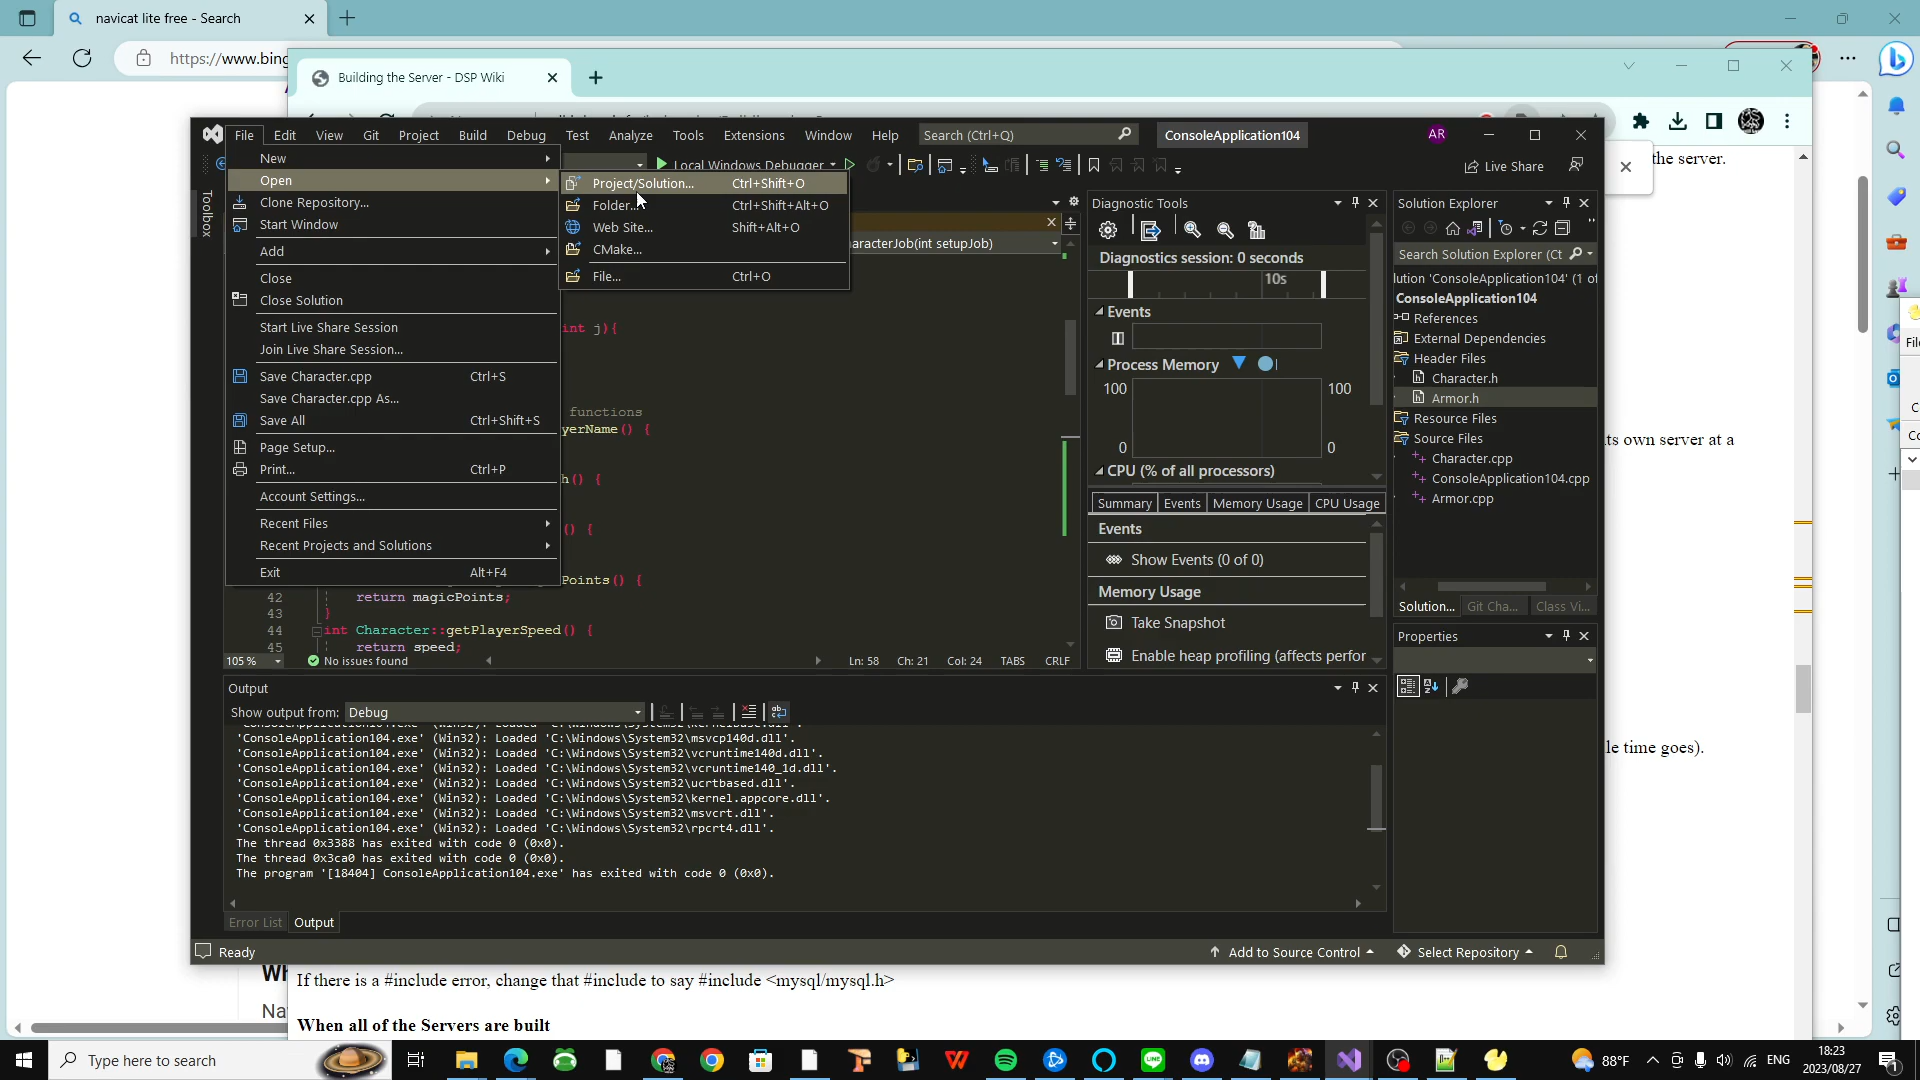 navicat lite free - Search
https://www.bing
Building the Server - DSP Wiki
File Edit View Git Project Build Debug Test Analyze Tools Extensions Window Help Search (Ctrl+Q) ConsoleApplication104 AR
New
Open
Clone Repository...
Start Window
Add
Close
Close Solution
Start Live Share Session
Join Live Share Session...
Save Character.cpp Ctrl+S
Save Character.cpp As...
Save All Ctrl+Shift+S
Page Setup...
Print... Ctrl+P
Account Settings...
Recent Files
Recent Projects and Solutions
Exit Alt+F4
Local Windows Debugger
Live Share
Project/Solution... Ctrl+Shift+O
Folder... Ctrl+Shift+Alt+O
Web Site... Shift+Alt+O
CMake...
File... Ctrl+O
Toolbox
aracterJob(int setupJob)
int j){
functions
yerName() {
h() {
() {
Points() {
42 return magicPoints;
43 }
44 int Character::getPlayerSpeed() {
45 return speed;
105 % No issues found Ln: 58 Ch: 21 Col: 24 TABS CRLF
Diagnostic Tools
Diagnostics session: 0 seconds
10s
Events
Process Memory
100 100
0 0
CPU (% of all processors)
Summary Events Memory Usage CPU Usage
Events
Show Events (0 of 0)
Memory Usage
Take Snapshot
Enable heap profiling (affects perfor
Solution Explorer
Search Solution Explorer (Ct
lution 'ConsoleApplication104' (1 of
ConsoleApplication104
References
External Dependencies
Header Files
Character.h
Armor.h
Resource Files
Source Files
Character.cpp
ConsoleApplication104.cpp
Armor.cpp
Solution... Git Cha... Class Vi...
Properties
Output
Show output from: Debug
'ConsoleApplication104.exe' (Win32): Loaded 'C:\Windows\System32\msvcp140d.dll'.
'ConsoleApplication104.exe' (Win32): Loaded 'C:\Windows\System32\vcruntime140d.dll'.
'ConsoleApplication104.exe' (Win32): Loaded 'C:\Windows\System32\vcruntime140_1d.dll'.
'ConsoleApplication104.exe' (Win32): Loaded 'C:\Windows\System32\ucrtbased.dll'.
'ConsoleApplication104.exe' (Win32): Loaded 'C:\Windows\System32\kernel.appcore.dll'.
'ConsoleApplication104.exe' (Win32): Loaded 'C:\Windows\System32\msvcrt.dll'.
'ConsoleApplication104.exe' (Win32): Loaded 'C:\Windows\System32\rpcrt4.dll'.
The thread 0x3388 has exited with code 0 (0x0).
The thread 0x3ca0 has exited with code 0 (0x0).
The program '[18404] ConsoleApplication104.exe' has exited with code 0 (0x0).
Error List Output
Ready Add to Source Control Select Repository
the server.
ts own server at a
le time goes).
If there is a #include error, change that #include to say #include <mysql/mysql.h>
When all of the Servers are built
Wh
Na
Type here to search
88°F ENG 18:23
2023/08/27
1